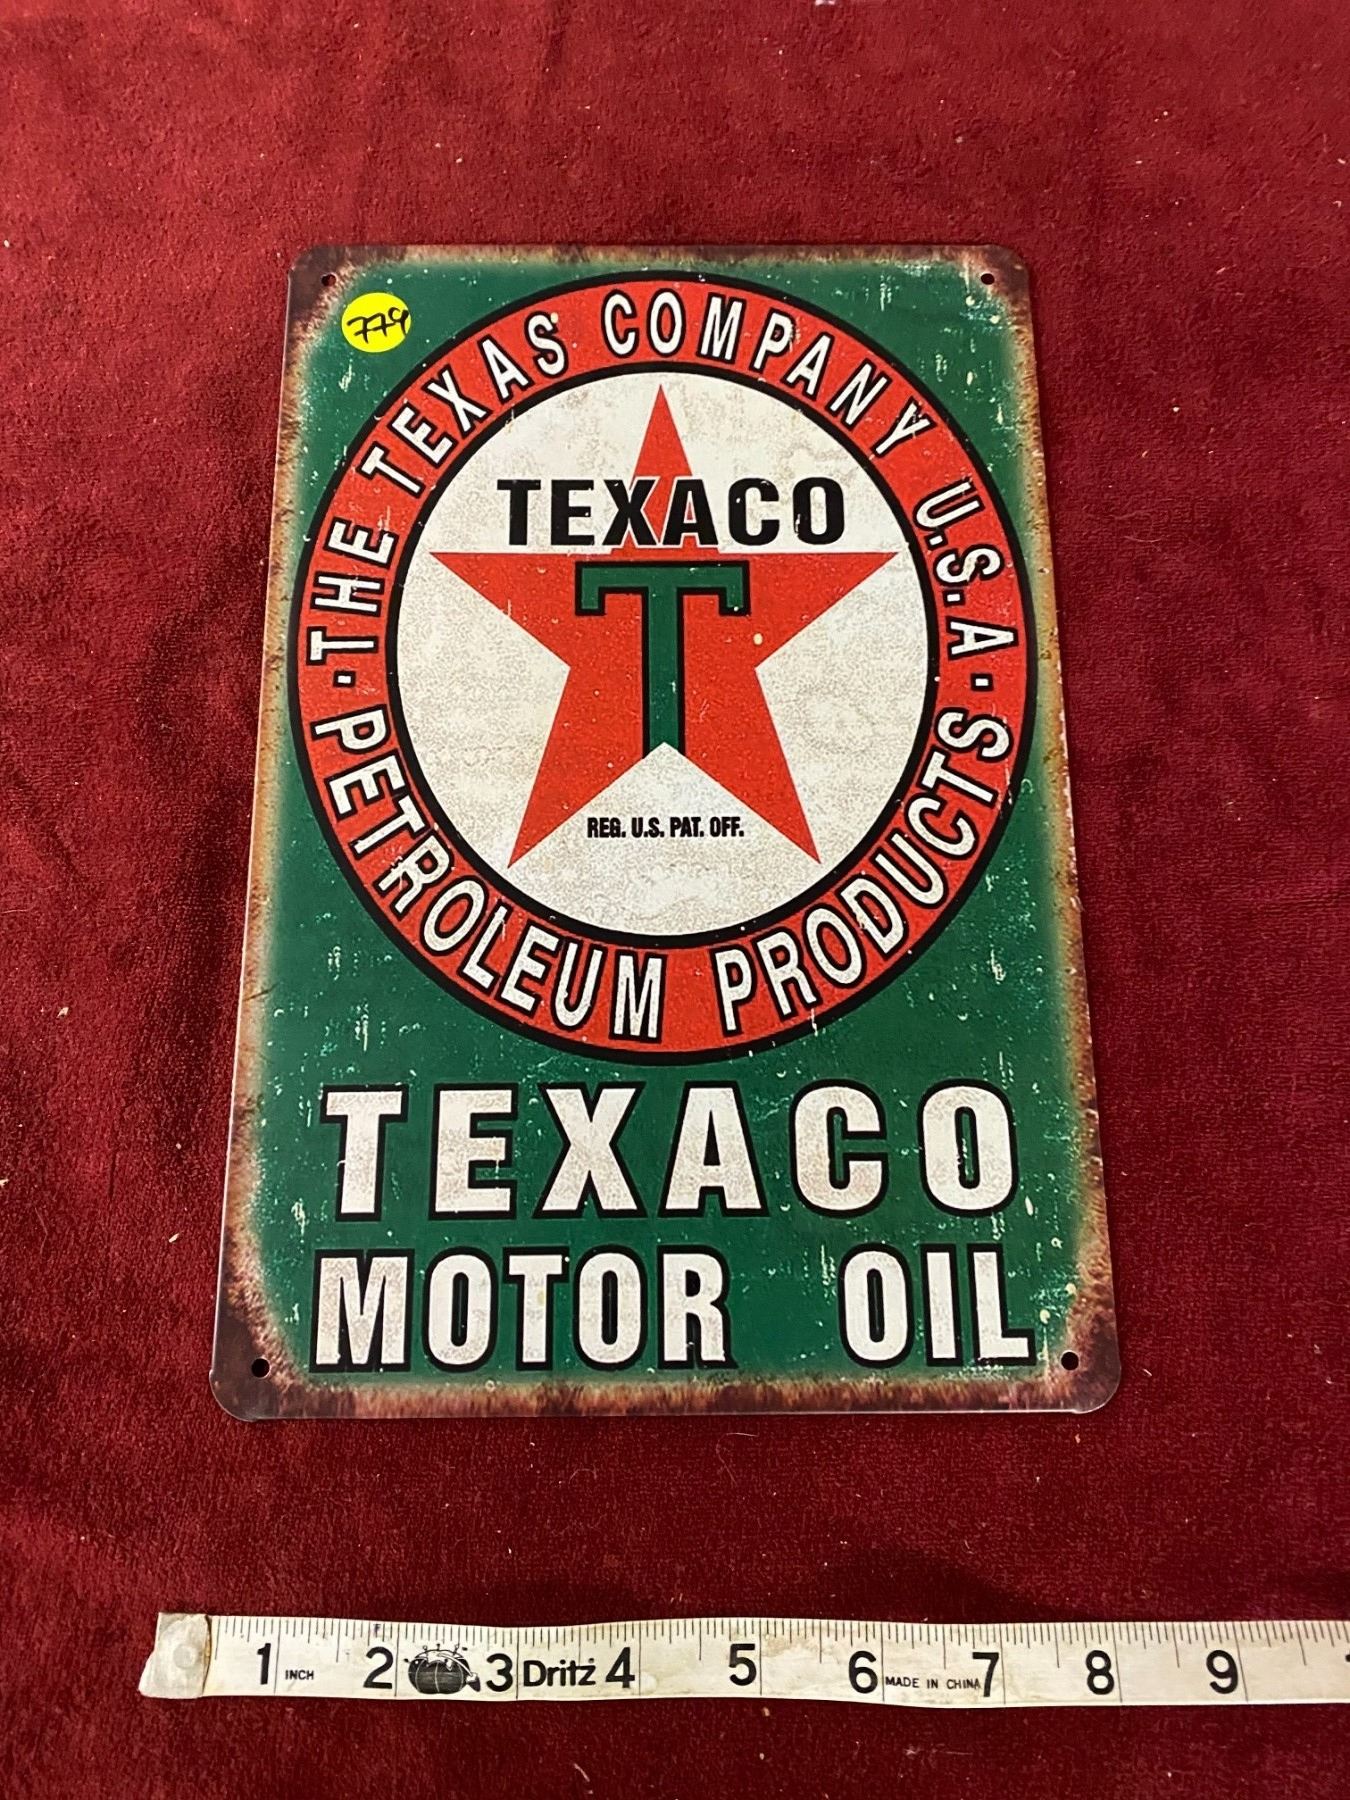 779
·THE TEXAS COMPANY U.S.A·
PETROLEUM PRODUCTS
TEXACO
T
REG. U.S. PAT. OFF.
TEXACO
MOTOR OIL
1 INCH 2 3 Dritz 4 5 6 MADE IN CHINA 7 8 9